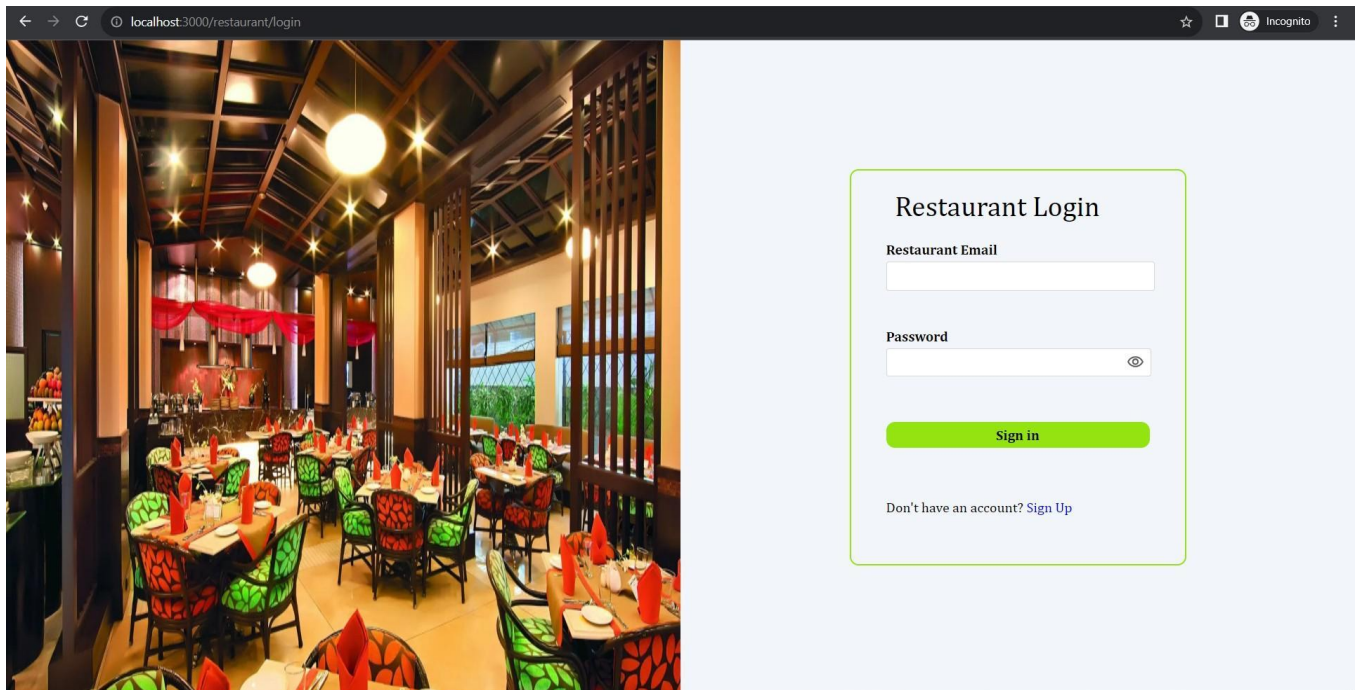 localhost:3000/restaurant/login
Incognito
Restaurant Login
Restaurant Email
Password
Sign in
Don't have an account? Sign Up